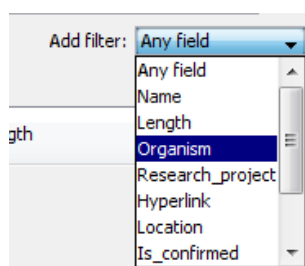 Add filter: Any field
Any field
Name
Length
gth
Organism
Research_project
Hyperlink
Location
Is_confirmed